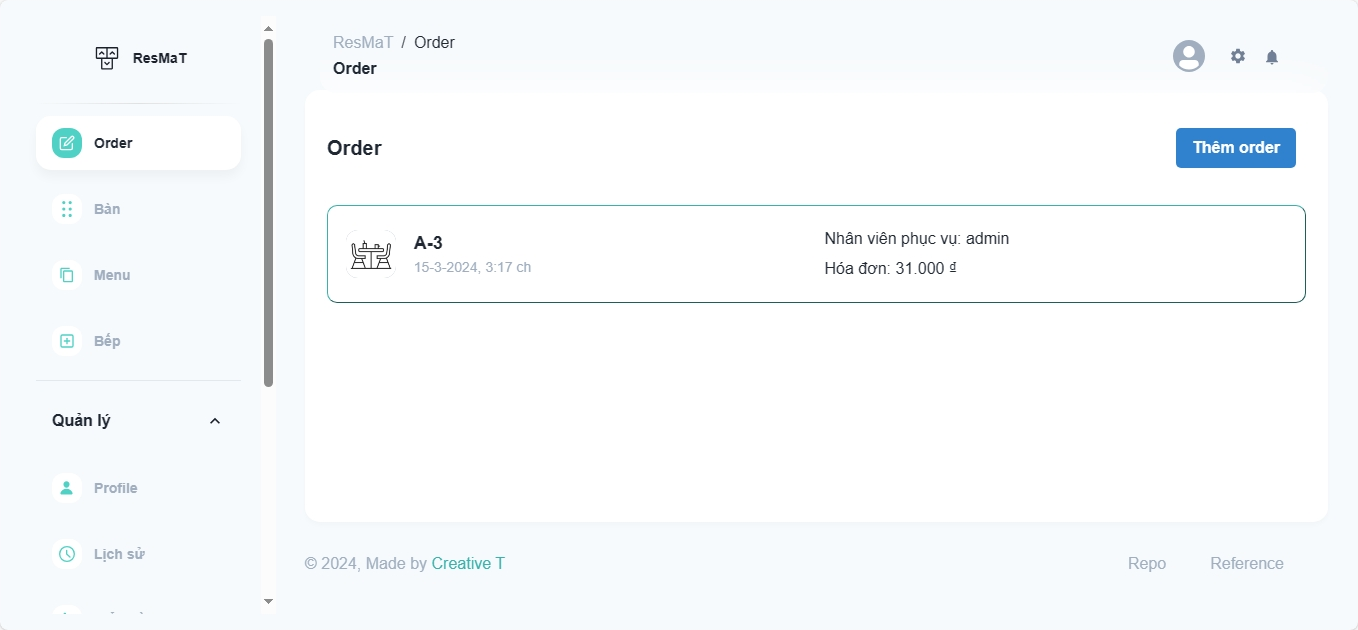 ResMaT
Order
Bàn
Menu
Bếp
Quản lý
Profile
Lịch sử
ResMaT / Order
Order
Order
Thêm order
A-3
15-3-2024, 3:17 ch
Nhân viên phục vụ: admin
Hóa đơn: 31.000 ₫
© 2024, Made by Creative T
Repo
Reference